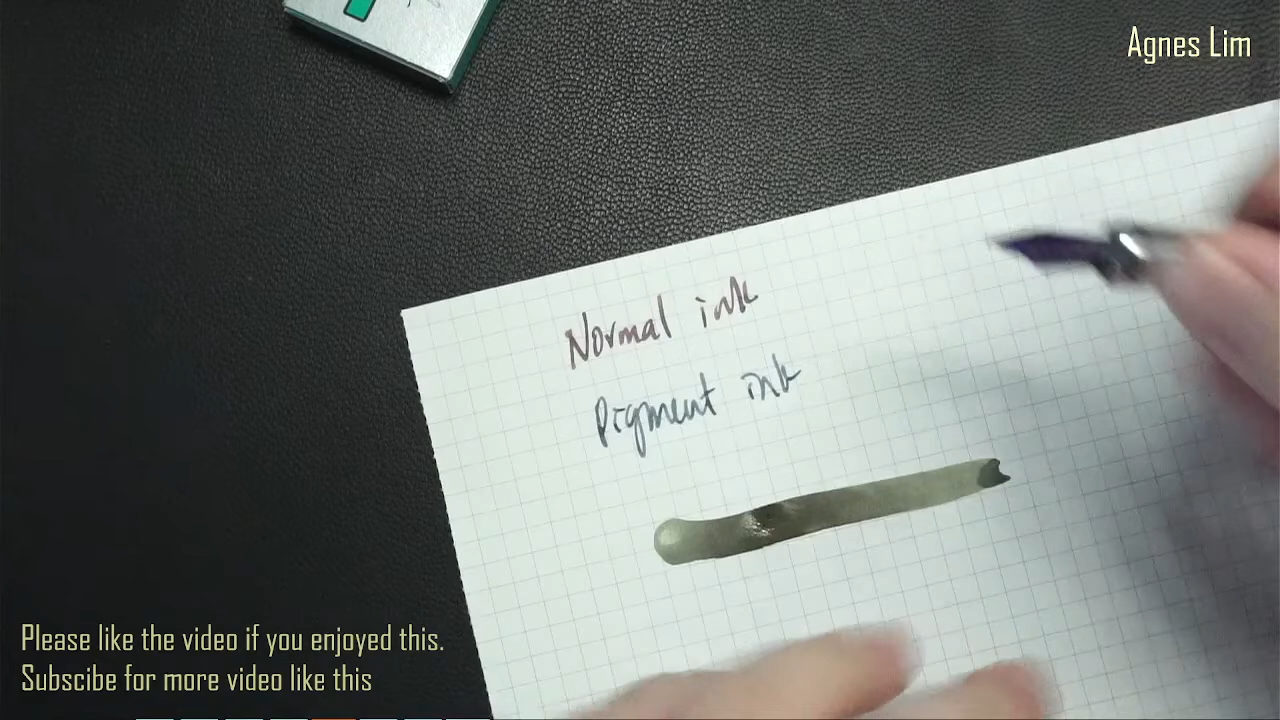 Agnes Lim
Normal ink
Pigment ink
Please like the video if you enjoyed this.
Subscibe for more video like this